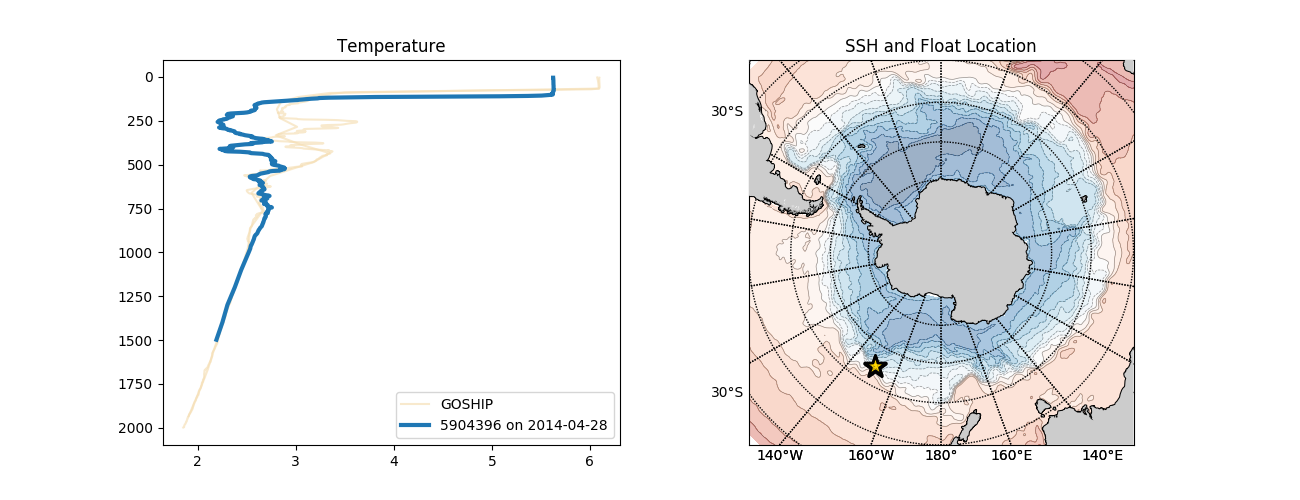 Temperature
0
250
500
750
1000
1250
1500
1750
2000
2
3
4
5
6
GOSHIP
5904396 on 2014-04-28
SSH and Float Location
30°S
30°S
140°W
160°W
180°
160°E
140°E